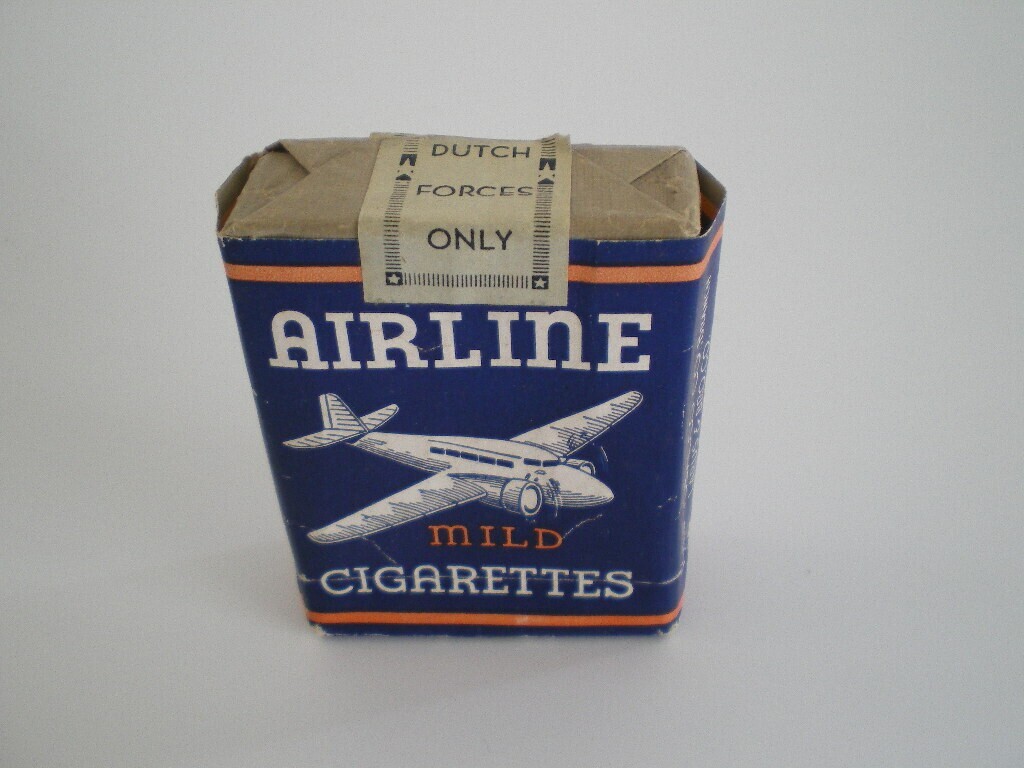 DUTCH
FORCES
ONLY
AIRLINE
MILD
CIGARETTES